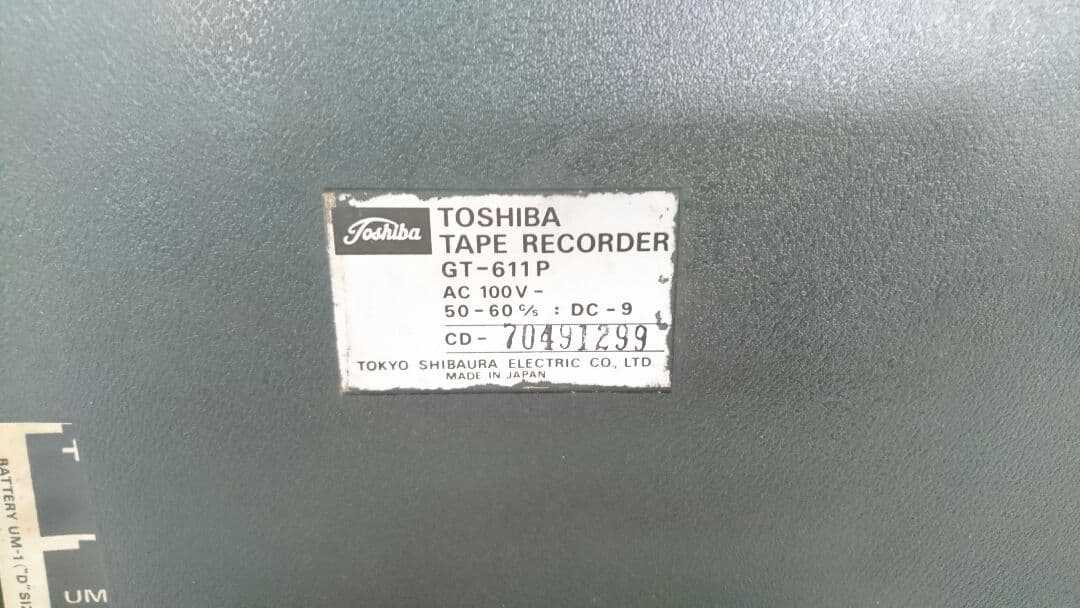 Toshiba
TOSHIBA
TAPE RECORDER
GT-611P
AC 100V -
50-60 c/s : DC - 9
CD- 70491299
TOKYO SHIBAURA ELECTRIC CO., LTD
MADE IN JAPAN
T
BATTERY UM-1 ("D"
UM